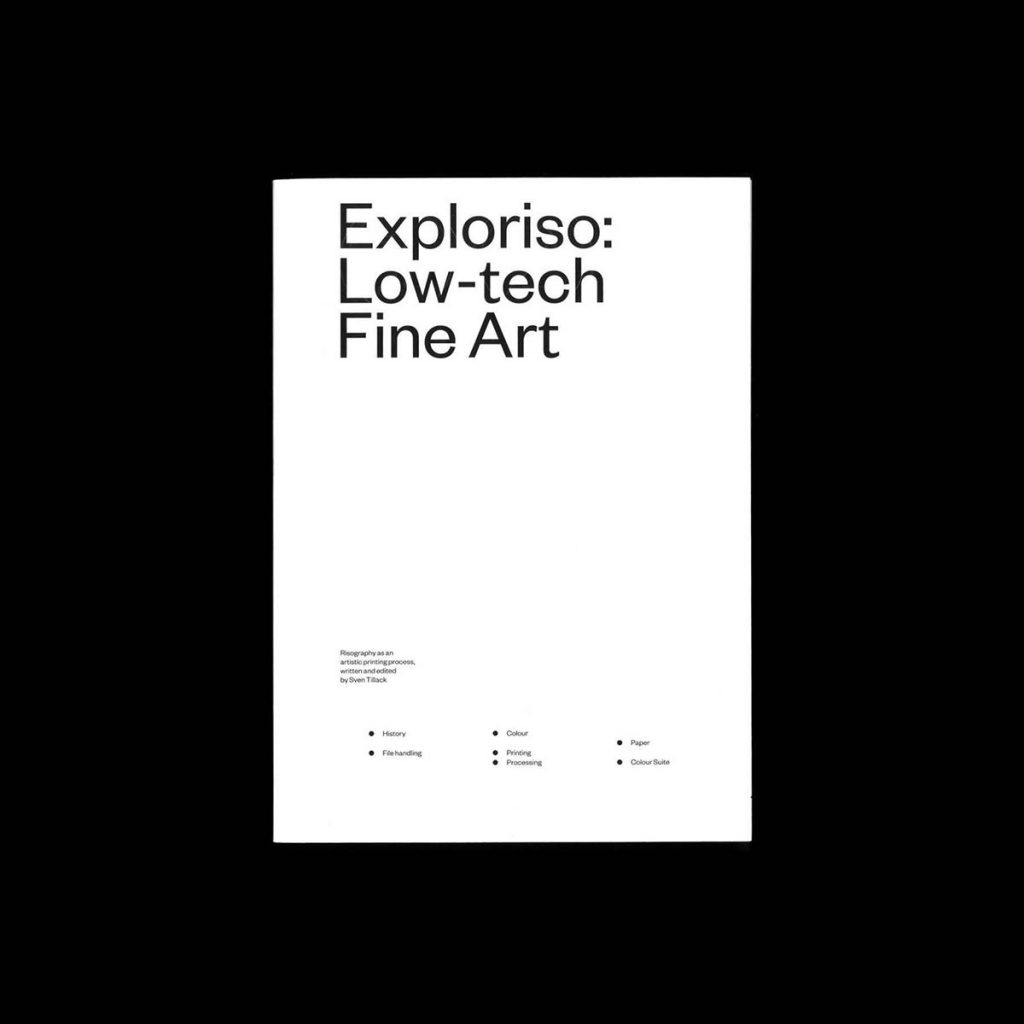 Exploriso:
Low-tech
Fine Art
Risography as an
artistic printing process,
written and edited
by Sven Tillack
● History
● File handling
● Colour
● Printing
● Processing
● Paper
● Colour Suite